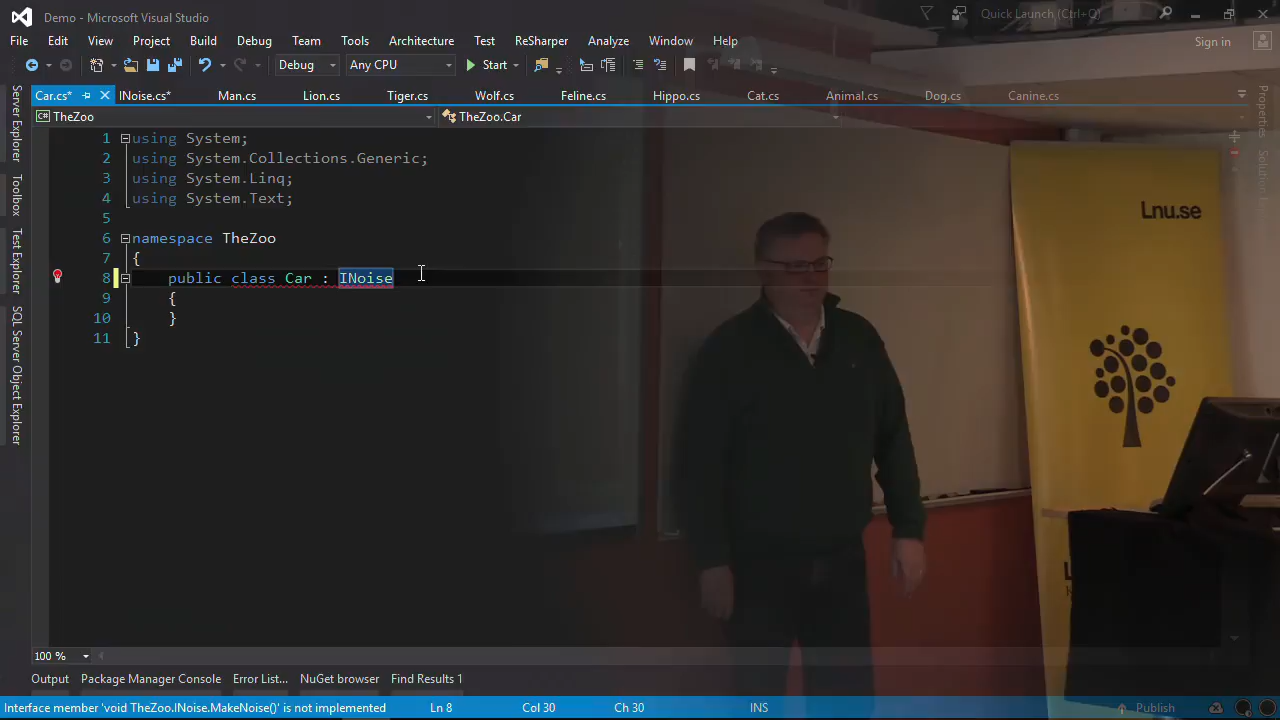 Demo - Microsoft Visual Studio
Quick Launch (Ctrl+Q)
File Edit View Project Build Debug Team Tools Architecture Test ReSharper Analyze Window Help
Sign in
Debug Any CPU Start
Car.cs* INoise.cs* Man.cs Lion.cs Tiger.cs Wolf.cs Feline.cs Hippo.cs Cat.cs Animal.cs Dog.cs Canine.cs
TheZoo TheZoo.Car
Server Explorer
Toolbox
Test Explorer
SQL Server Object Explorer
Properties
1 using System;
2 using System.Collections.Generic;
3 using System.Linq;
4 using System.Text;
5
6 namespace TheZoo
7 {
8 public class Car : INoise
9 {
10 }
11 }
Lnu.se
100 %
Output Package Manager Console Error List... NuGet browser Find Results 1
Interface member 'void TheZoo.INoise.MakeNoise()' is not implemented Ln 8 Col 30 Ch 30 INS Publish